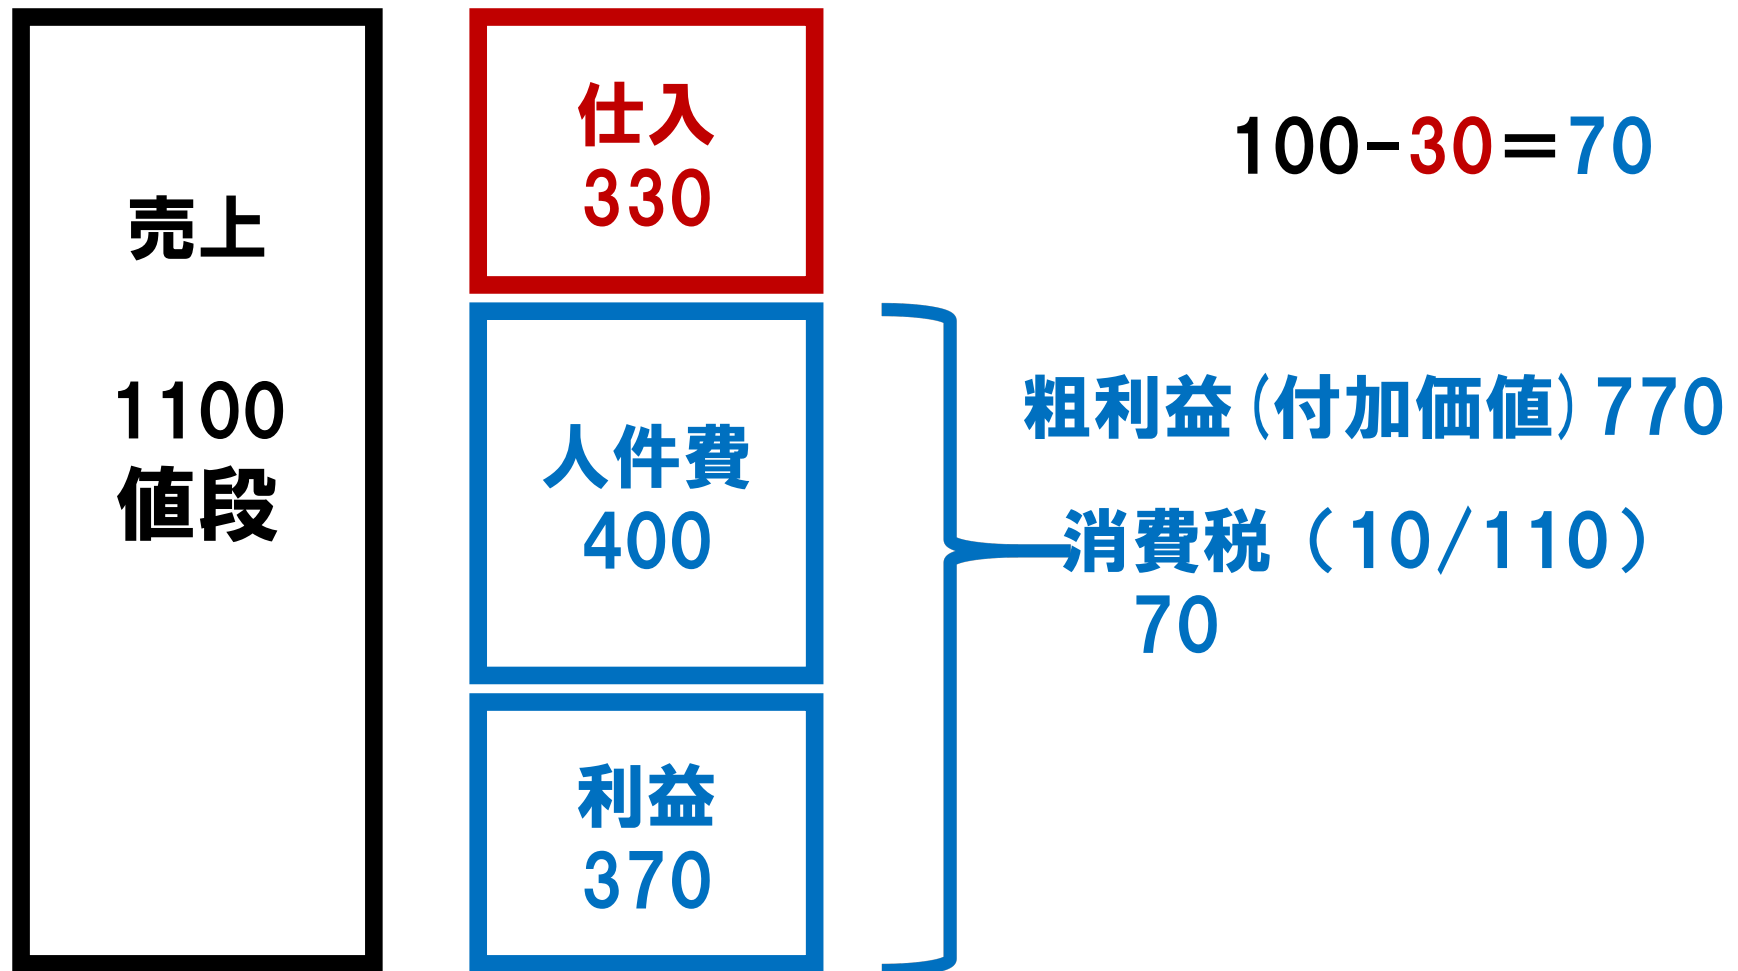 売上
1100
値段
仕入
330
人件費
400
利益
370
100-30=70
粗利益(付加価値)770
消費税（10/110）
70